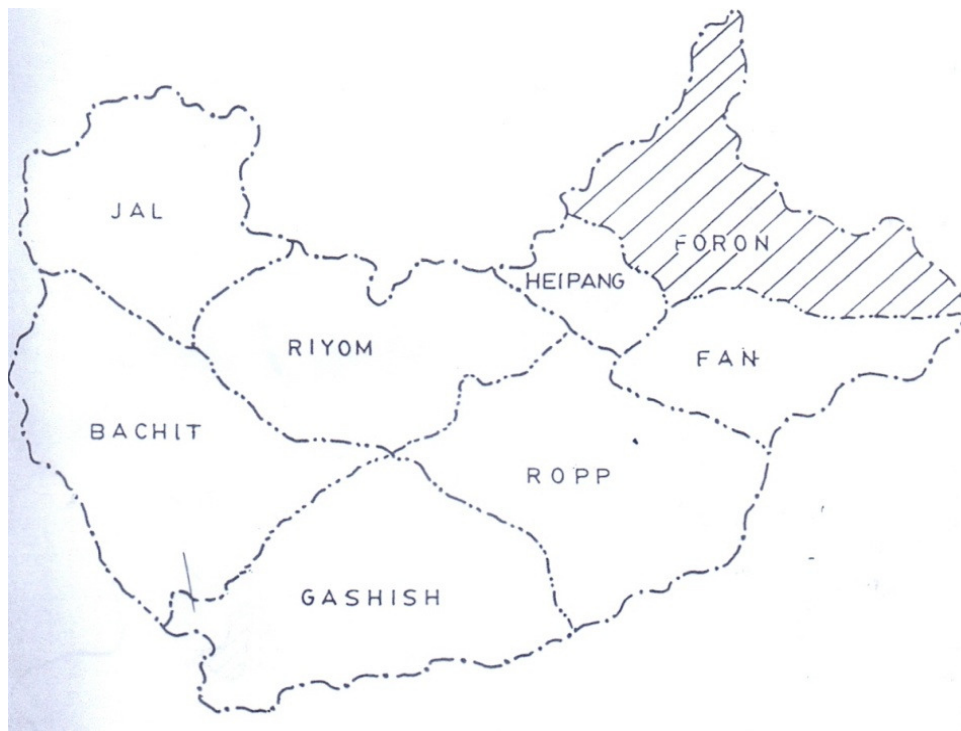 JAL
FORON
HEIPANG
RIYOM
FAN
BACHIT
ROPP
GASHISH